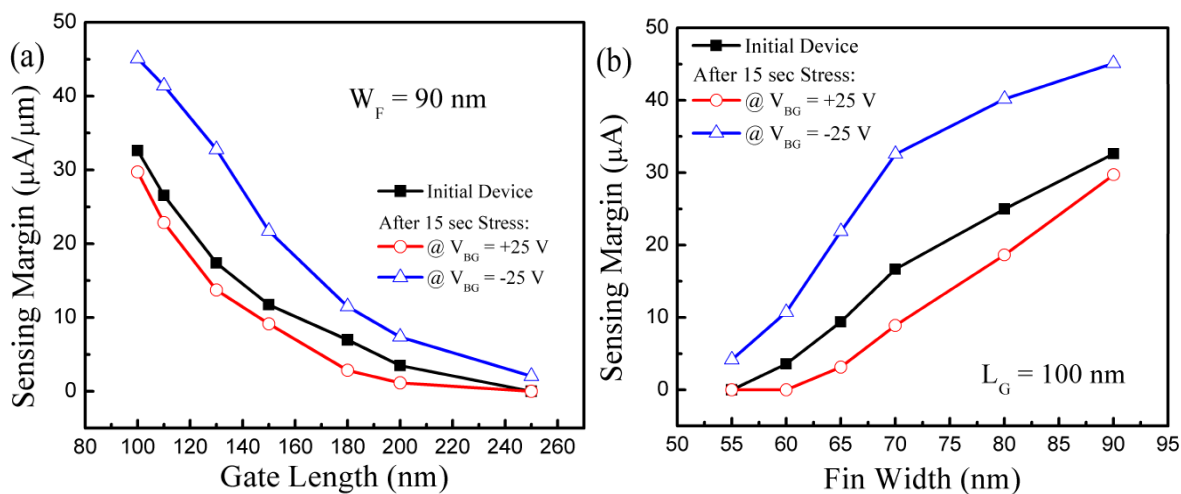 (a)
Sensing Margin (μA/μm)
50
40
30
20
10
0
W_F = 90 nm
Initial Device
After 15 sec Stress:
@ V_BG = +25 V
@ V_BG = -25 V
80 100 120 140 160 180 200 220 240 260
Gate Length (nm)
(b)
Sensing Margin (μA)
50
40
30
20
10
0
Initial Device
After 15 sec Stress:
@ V_BG = +25 V
@ V_BG = -25 V
L_G = 100 nm
50 55 60 65 70 75 80 85 90 95
Fin Width (nm)